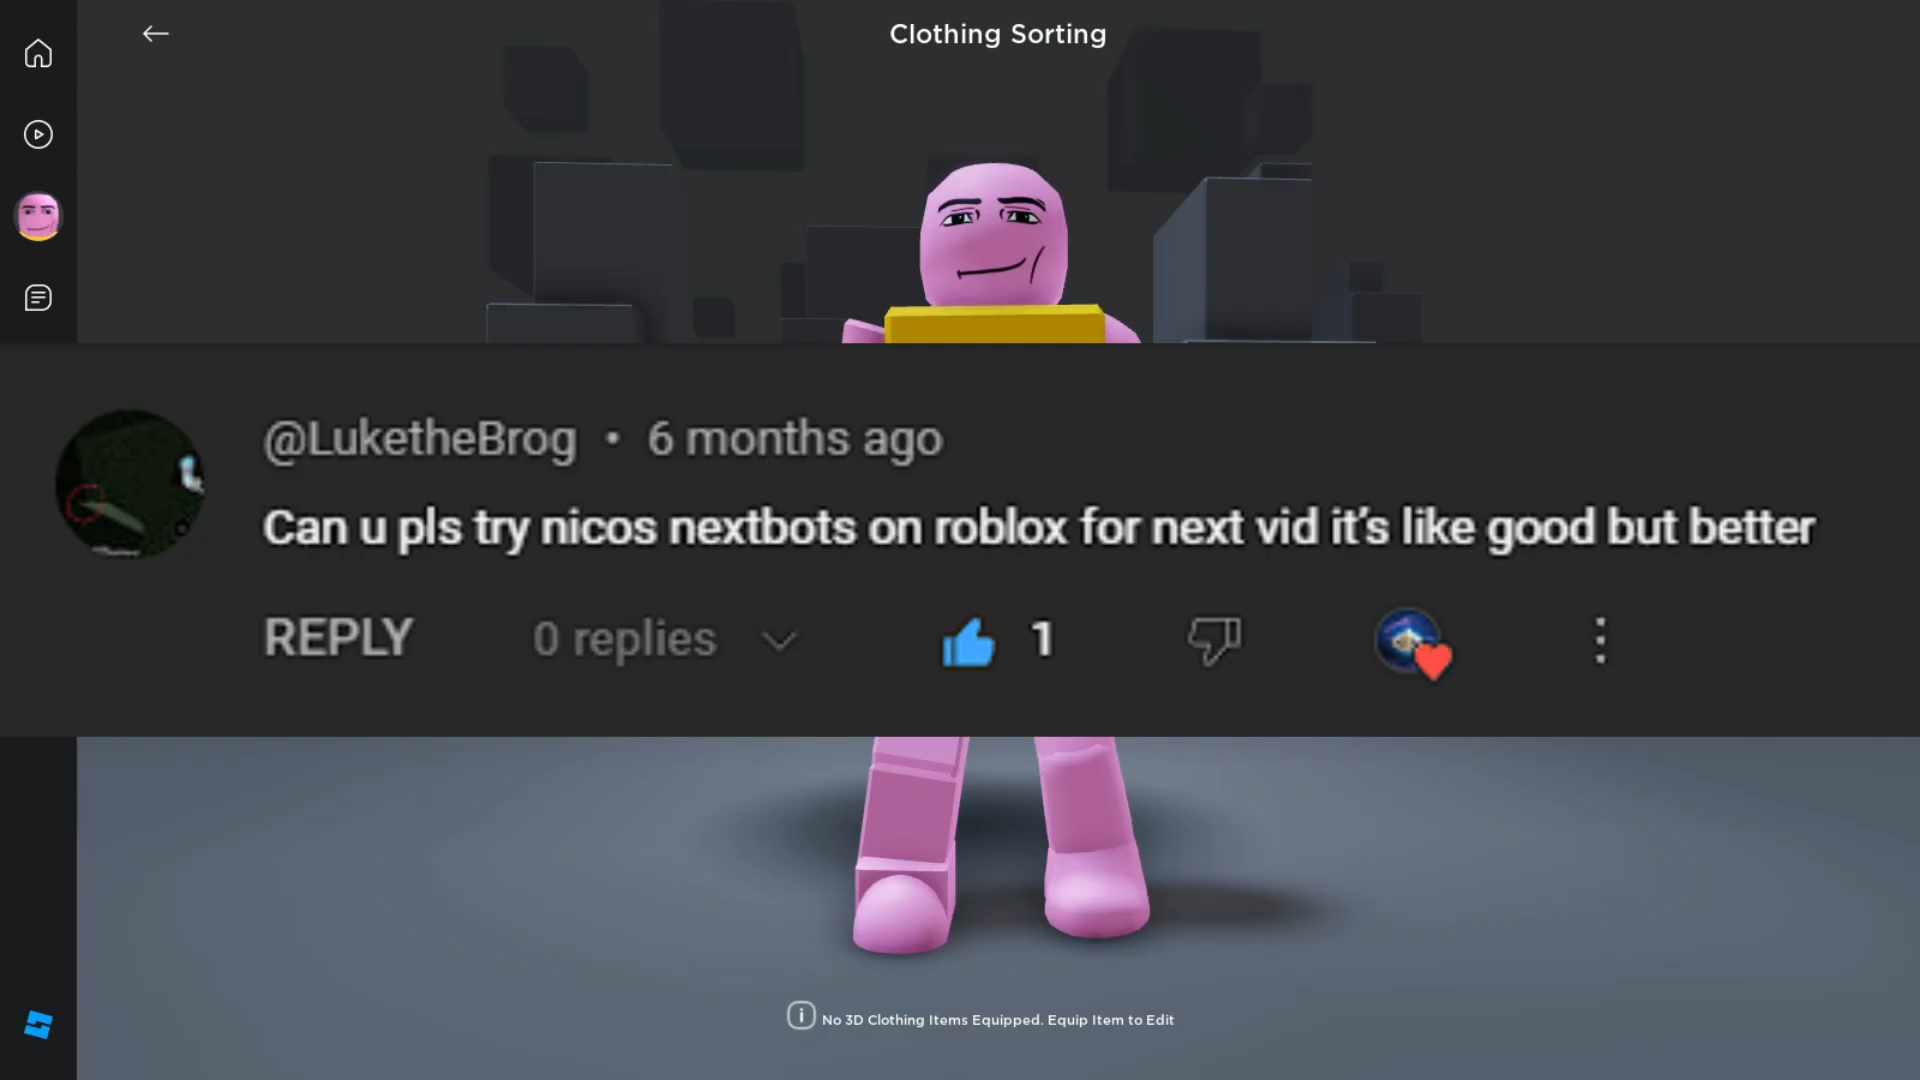 Clothing Sorting
@LuketheBrog • 6 months ago
Can u pls try nicos nextbots on roblox for next vid it’s like good but better
REPLY 0 replies 1
No 3D Clothing Items Equipped. Equip Item to Edit